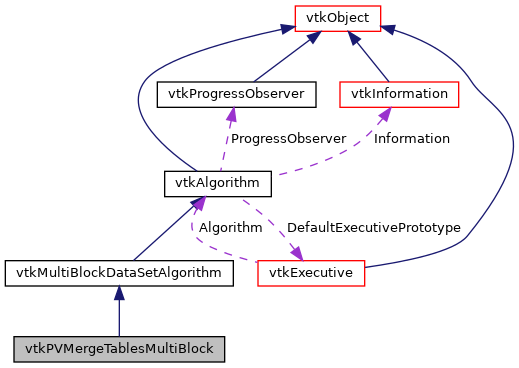 vtkObject
vtkProgressObserver
vtkInformation
ProgressObserver
Information
vtkAlgorithm
Algorithm
DefaultExecutivePrototype
vtkMultiBlockDataSetAlgorithm
vtkExecutive
vtkPVMergeTablesMultiBlock